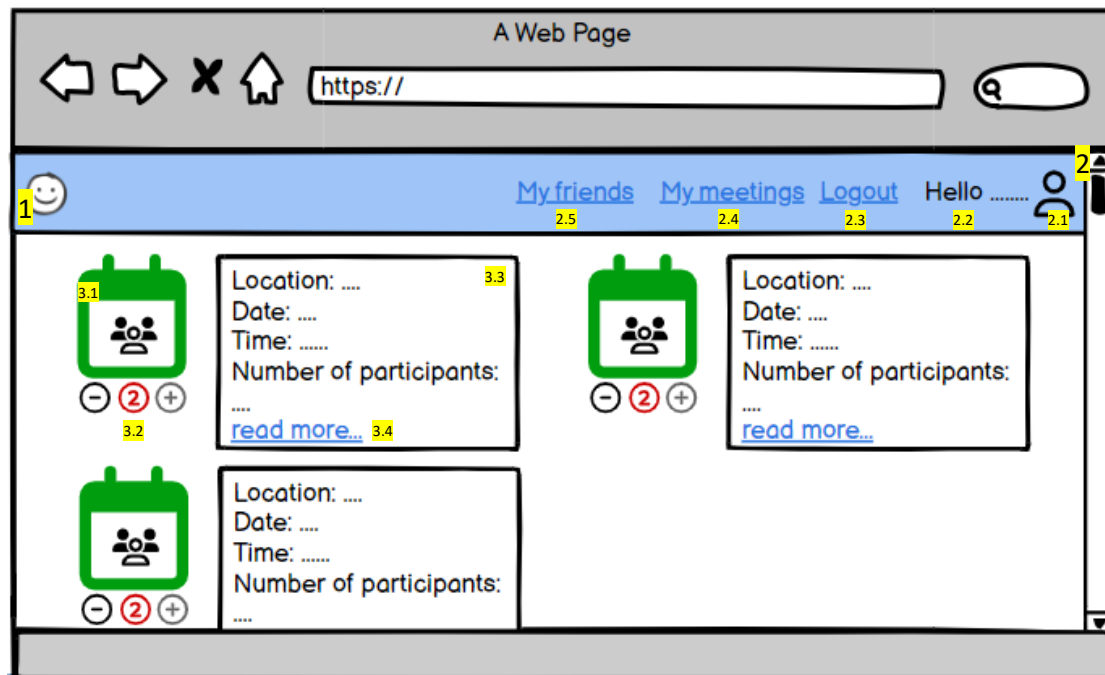 A Web Page
https://
2
1
My friends My meetings Logout Hello ........
2.5 2.4 2.3 2.2 2.1
3.1
Location: ....
Date: ....
Time: ......
Number of participants:
....
read more...
3.3
3.4
2
3.2
Location: ....
Date: ....
Time: ......
Number of participants:
....
read more...
2
Location: ....
Date: ....
Time: ......
Number of participants:
....
2